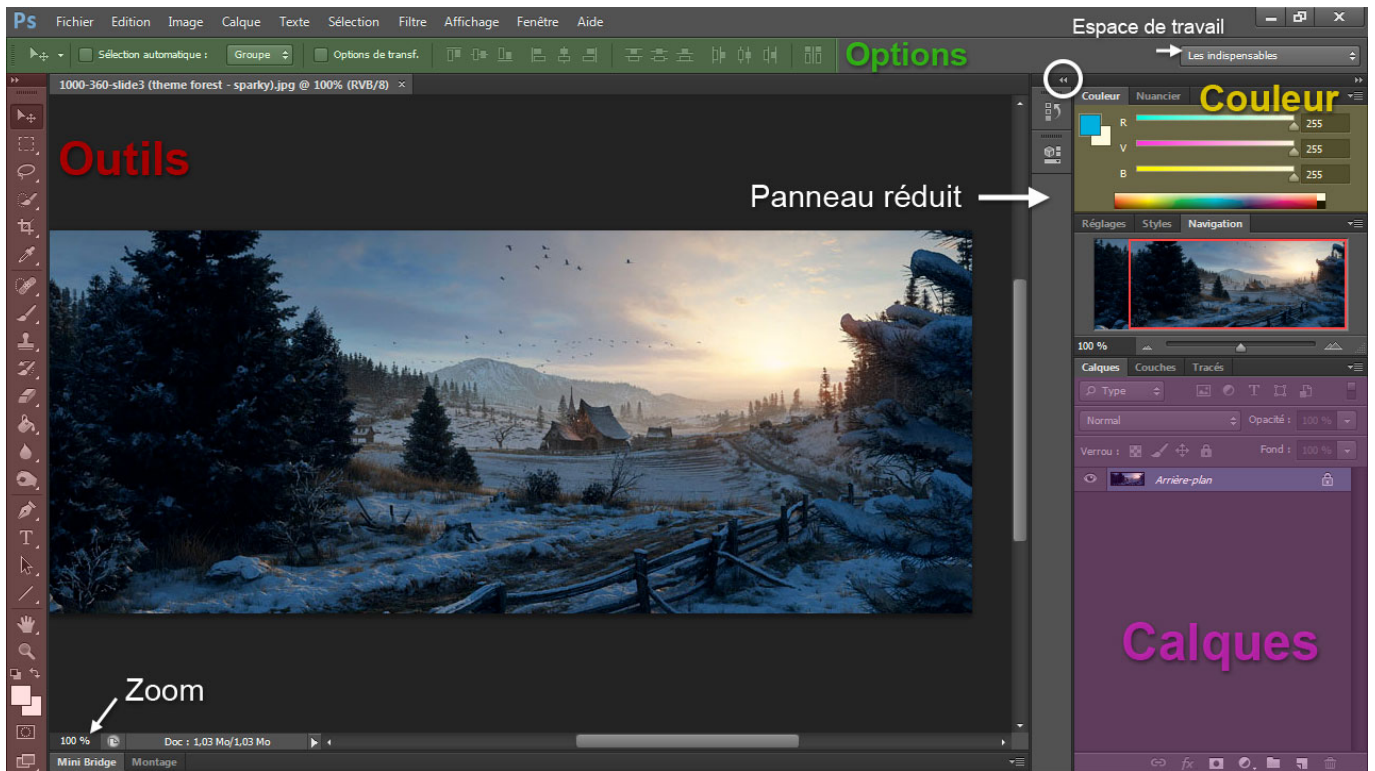 Ps Fichier Edition Image Calque Texte Sélection Filtre Affichage Fenêtre Aide
Espace de travail
Sélection automatique : Groupe Options de transf. Options Les indispensables
1000-360-slide3 (theme forest - sparky).jpg @ 100% (RVB/8) ×
Couleur Nuancier Couleur
R 255
V 255
B 255
Outils
Panneau réduit
Réglages Styles Navigation
100 %
Calques Couches Tracés
Type
Normal Opacité : 100 %
Verrou : Fond : 100 %
Arrière-plan
Calques
Zoom
100 % Doc : 1,03 Mo/1,03 Mo
Mini Bridge Montage
fx